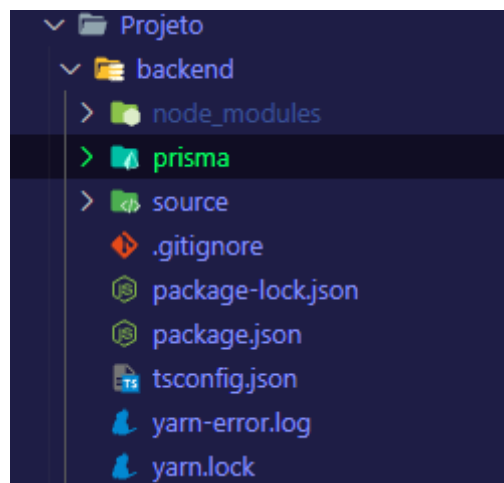 Projeto
backend
node_modules
prisma
source
.gitignore
package-lock.json
package.json
tsconfig.json
yarn-error.log
yarn.lock